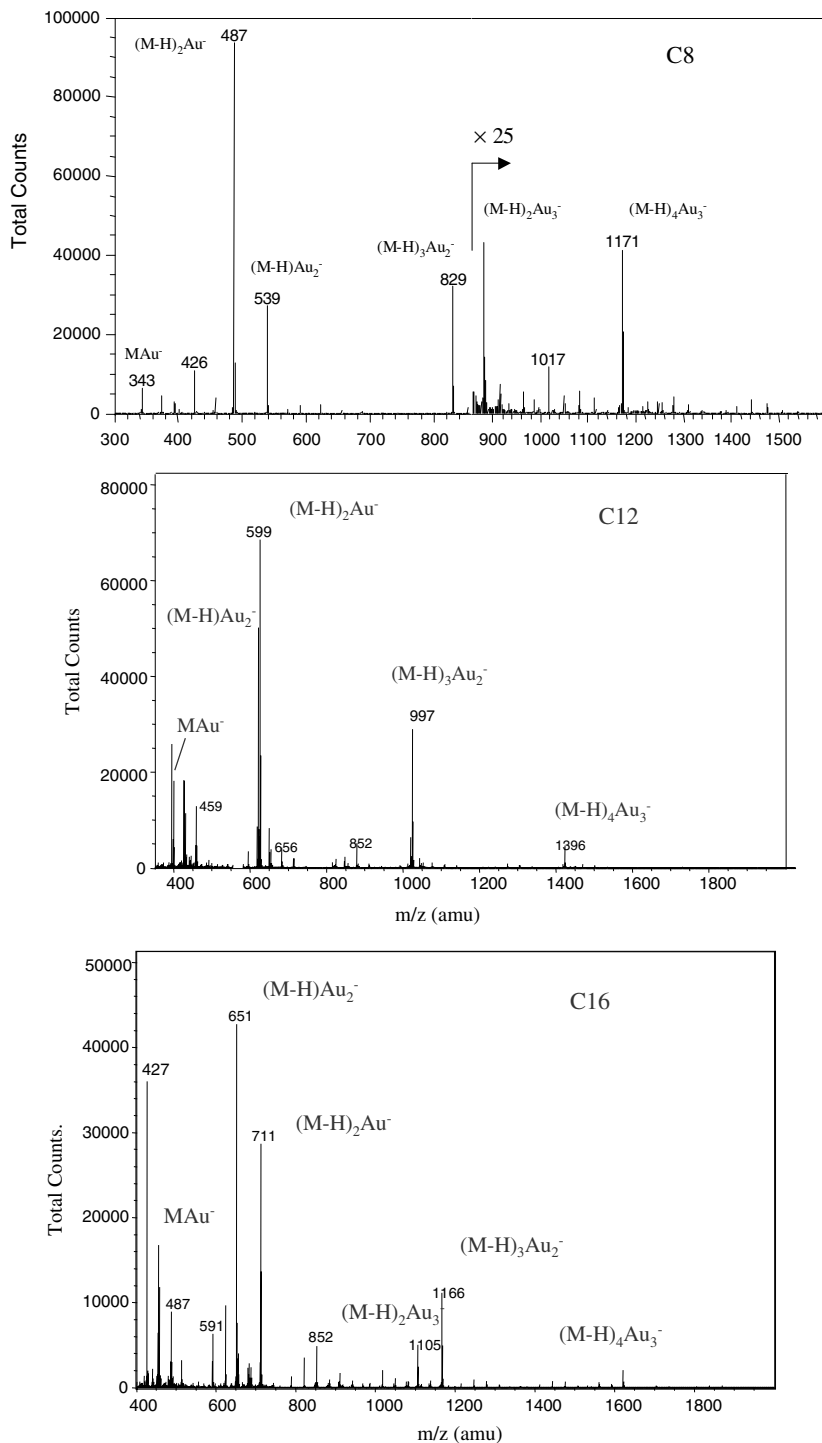 100000
80000
60000
40000
20000
0
Total Counts
(M-H)₂Au⁻
487
C8
× 25
(M-H)₂Au₃⁻
(M-H)₄Au₃⁻
(M-H)₃Au₂⁻
1171
(M-H)Au₂⁻
829
539
MAu⁻
343
426
1017
300 400 500 600 700 800 900 1000 1100 1200 1300 1400 1500
80000
60000
40000
20000
0
Total Counts
(M-H)₂Au⁻
C12
599
(M-H)Au₂⁻
(M-H)₃Au₂⁻
MAu⁻
997
459
(M-H)₄Au₃⁻
656
852
1396
400 600 800 1000 1200 1400 1600 1800
m/z (amu)
50000
40000
30000
20000
10000
0
Total Counts.
(M-H)Au₂⁻
C16
651
427
(M-H)₂Au⁻
711
MAu⁻
(M-H)₃Au₂⁻
487
1166
(M-H)₂Au₃⁻
591
852
1105
(M-H)₄Au₃⁻
400 600 800 1000 1200 1400 1600 1800
m/z (amu)